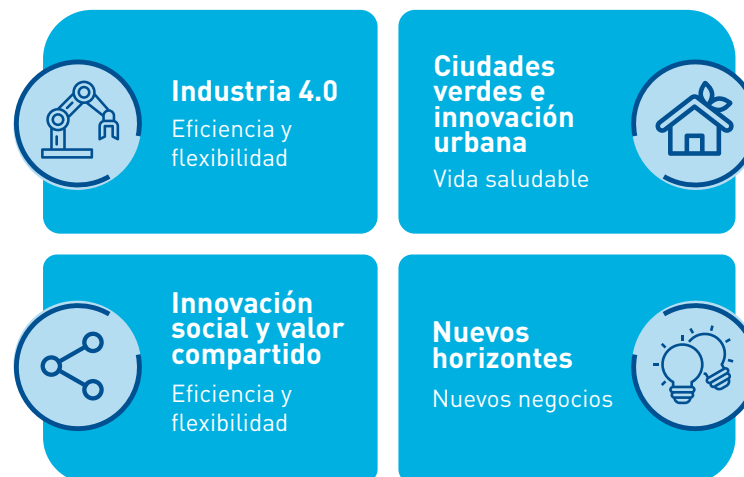 Industria 4.0
Eficiencia y
flexibilidad
Ciudades
verdes e
innovación
urbana
Vida saludable
Innovación
social y valor
compartido
Eficiencia y
flexibilidad
Nuevos
horizontes
Nuevos negocios